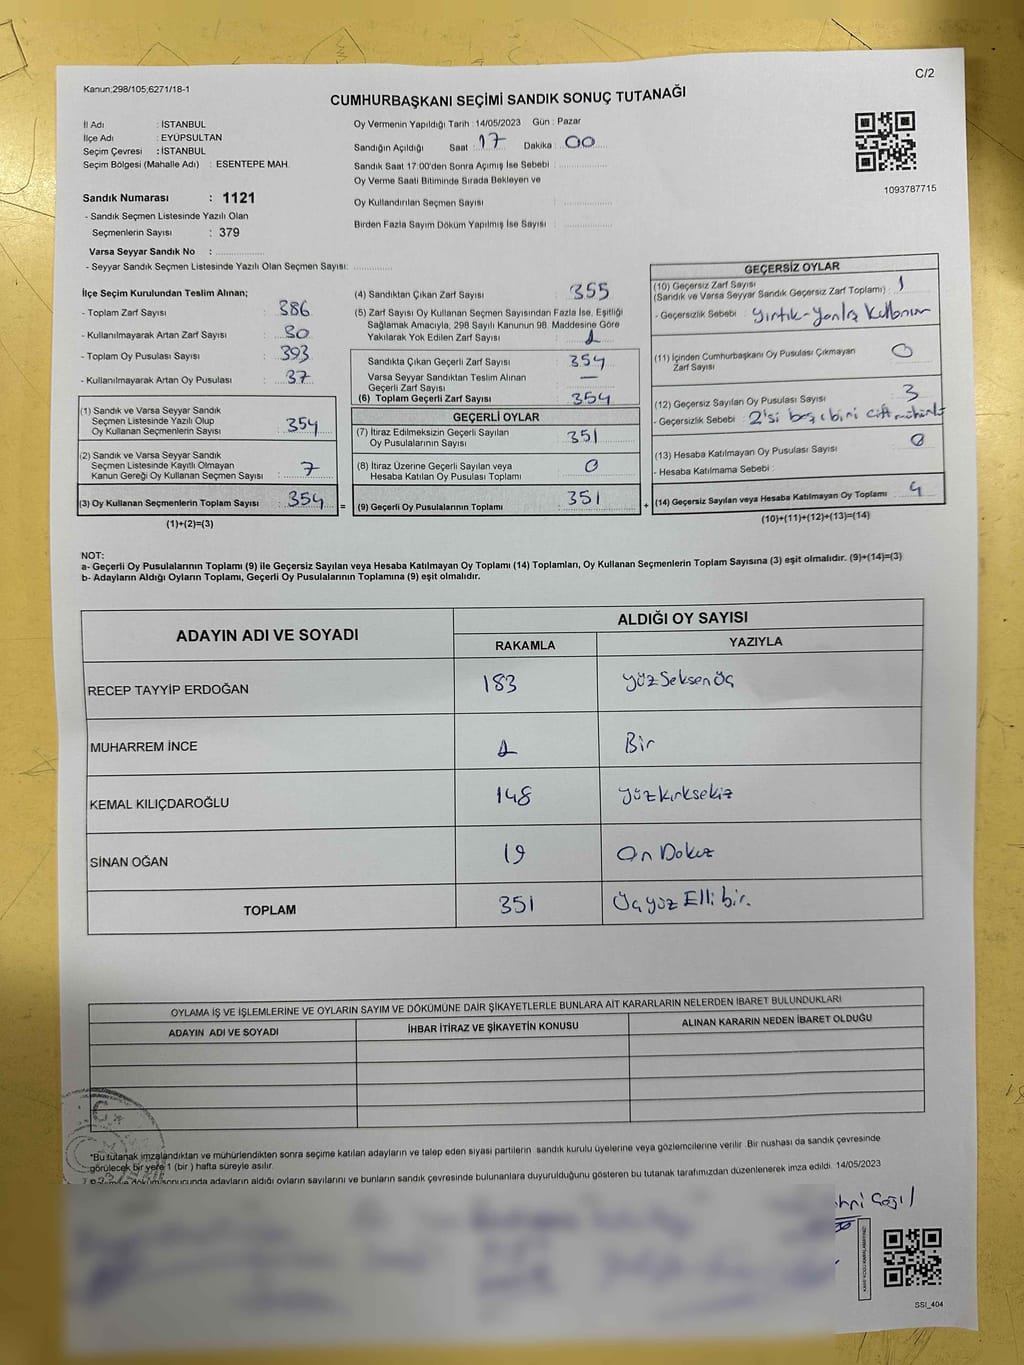 Kanun;298/105;6271/18-1
C/2
CUMHURBAŞKANI SEÇİMİ SANDIK SONUÇ TUTANAĞI
İl Adı : İSTANBUL
İlçe Adı : EYÜPSULTAN
Seçim Çevresi : İSTANBUL
Seçim Bölgesi (Mahalle Adı) : ESENTEPE MAH.
Sandık Numarası : 1121
- Sandık Seçmen Listesinde Yazılı Olan
Seçmenlerin Sayısı : 379
Varsa Seyyar Sandık No :
- Seyyar Sandık Seçmen Listesinde Yazılı Olan Seçmen Sayısı:
Oy Vermenin Yapıldığı Tarih : 14/05/2023 Gün : Pazar
Sandığın Açıldığı Saat : 17 Dakika : 00
Sandık Saat 17:00'den Sonra Açımış İse Sebebi :
Oy Verme Saati Bitiminde Sırada Bekleyen ve
Oy Kullandırılan Seçmen Sayısı :
Birden Fazla Sayım Döküm Yapılmış İse Sayısı :
1093787715
İlçe Seçim Kurulundan Teslim Alınan;
- Toplam Zarf Sayısı : 386
- Kullanılmayarak Artan Zarf Sayısı : 30
- Toplam Oy Pusulası Sayısı : 393
- Kullanılmayarak Artan Oy Pusulası : 37
(1) Sandık ve Varsa Seyyar Sandık
Seçmen Listesinde Yazılı Olup
Oy Kullanan Seçmenlerin Sayısı : 354
(2) Sandık ve Varsa Seyyar Sandık
Seçmen Listesinde Kayıtlı Olmayan
Kanun Gereği Oy Kullanan Seçmen Sayısı : 7
(3) Oy Kullanan Seçmenlerin Toplam Sayısı : 354 =
(1)+(2)=(3)
(4) Sandıktan Çıkan Zarf Sayısı : 355
(5) Zarf Sayısı Oy Kullanan Seçmen Sayısından Fazla İse, Eşitliği
Sağlamak Amacıyla, 298 Sayılı Kanunun 98. Maddesine Göre
Yakılarak Yok Edilen Zarf Sayısı : 1
Sandıkta Çıkan Geçerli Zarf Sayısı : 354
Varsa Seyyar Sandıktan Teslim Alınan
Geçerli Zarf Sayısı : —
(6) Toplam Geçerli Zarf Sayısı : 354
GEÇERLİ OYLAR
(7) İtiraz Edilmeksizin Geçerli Sayılan
Oy Pusulalarının Sayısı : 351
(8) İtiraz Üzerine Geçerli Sayılan veya
Hesaba Katılan Oy Pusulası Toplamı : 0
(9) Geçerli Oy Pusulalarının Toplamı : 351 +
GEÇERSİZ OYLAR
(10) Geçersiz Zarf Sayısı
(Sandık ve Varsa Seyyar Sandık Geçersiz Zarf Toplamı) : 1
- Geçersizlik Sebebi : yırtık-yanlış kullanım
(11) İçinden Cumhurbaşkanı Oy Pusulası Çıkmayan
Zarf Sayısı : 0
(12) Geçersiz Sayılan Oy Pusulası Sayısı : 3
- Geçersizlik Sebebi : 2'si boş, biri çift mühürlü
(13) Hesaba Katılmayan Oy Pusulası Sayısı : 0
- Hesaba Katılmama Sebebi :
(14) Geçersiz Sayılan veya Hesaba Katılmayan Oy Toplamı : 4
(10)+(11)+(12)+(13)=(14)
NOT:
a- Geçerli Oy Pusulalarının Toplamı (9) ile Geçersiz Sayılan veya Hesaba Katılmayan Oy Toplamı (14) Toplamları, Oy Kullanan Seçmenlerin Toplam Sayısına (3) eşit olmalıdır. (9)+(14)=(3)
b- Adayların Aldığı Oyların Toplamı, Geçerli Oy Pusulalarının Toplamına (9) eşit olmalıdır.
ADAYIN ADI VE SOYADI
ALDIĞI OY SAYISI
RAKAMLA YAZIYLA
RECEP TAYYİP ERDOĞAN 183 yüzSeksenÜç
MUHARREM İNCE 1 Bir
KEMAL KILIÇDAROĞLU 148 yüzkırksekiz
SİNAN OĞAN 19 On Dokuz
TOPLAM 351 Üçyüz Elli bir.
OYLAMA İŞ VE İŞLEMLERİNE VE OYLARIN SAYIM VE DÖKÜMÜNE DAİR ŞİKAYETLERLE BUNLARA AİT KARARLARIN NELERDEN İBARET BULUNDUKLARI
ADAYIN ADI VE SOYADI İHBAR İTİRAZ VE ŞİKAYETİN KONUSU ALINAN KARARIN NEDEN İBARET OLDUĞU
*Bu tutanak imzalandıktan ve mühürlendikten sonra seçime katılan adayların ve talep eden siyasi partilerin sandık kurulu üyelerine veya gözlemcilerine verilir. Bir nüshası da sandık çevresinde
görülecek bir yere 1 (bir) hafta süreyle asılır.
sonucunda adayların aldığı oyların sayılarını ve bunların sandık çevresinde bulunanlara duyurulduğunu gösteren bu tutanak tarafımızdan düzenlenerek imza edildi. 14/05/2023
SSİ_404